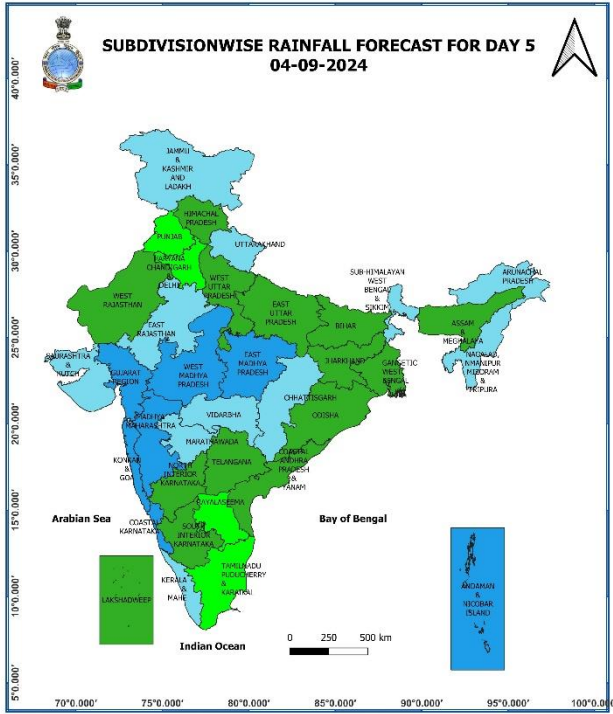 SUBDIVISIONWISE RAINFALL FORECAST FOR DAY 5
04-09-2024
40°0.000'
35°0.000'
30°0.000'
25°0.000'
20°0.000'
15°0.000'
10°0.000'
5°0.000'
JAMMU
&
KASHMIR
AND
LADAKH
HIMACHAL
PRADESH
PUNJAB
UTTARAKHAND
HARYANA
CHANDIGARH
&
DELHI
WEST
UTTAR
PRADESH
WEST
RAJASTHAN
EAST
RAJASTHAN
EAST
UTTAR
PRADESH
SUB-HIMALAYAN
WEST
BENGAL
&
SIKKIM
ARUNACHAL
PRADESH
BIHAR
ASSAM
&
MEGHALAYA
SAURASHTRA
&
KUTCH
GUJARAT
REGION
WEST
MADHYA
PRADESH
EAST
MADHYA
PRADESH
JHARKHAND
GANGETIC
WEST
BENGAL
&
MIZORAM
&
TRIPURA
CHHATTISGARH
VIDARBHA
ODISHA
MADHYA
MAHARASHTRA
MARATHAWADA
KONKAN
&
GOA
NORTH
INTERIOR
KARNATAKA
TELANGANA
COASTAL
ANDHRA
PRADESH
&
YANAM
RAYALASEEMA
Arabian Sea
COASTAL
KARNATAKA
SOUTH
INTERIOR
KARNATAKA
Bay of Bengal
LAKSHADWEEP
KERALA
&
MAHE
TAMILNADU
PUDUCHERRY
&
KARAIKAL
ANDAMAN
&
NICOBAR
ISLAND
Indian Ocean
0 250 500 km
70°0.000' 75°0.000' 80°0.000' 85°0.000' 90°0.000' 95°0.000' 100°0.000'